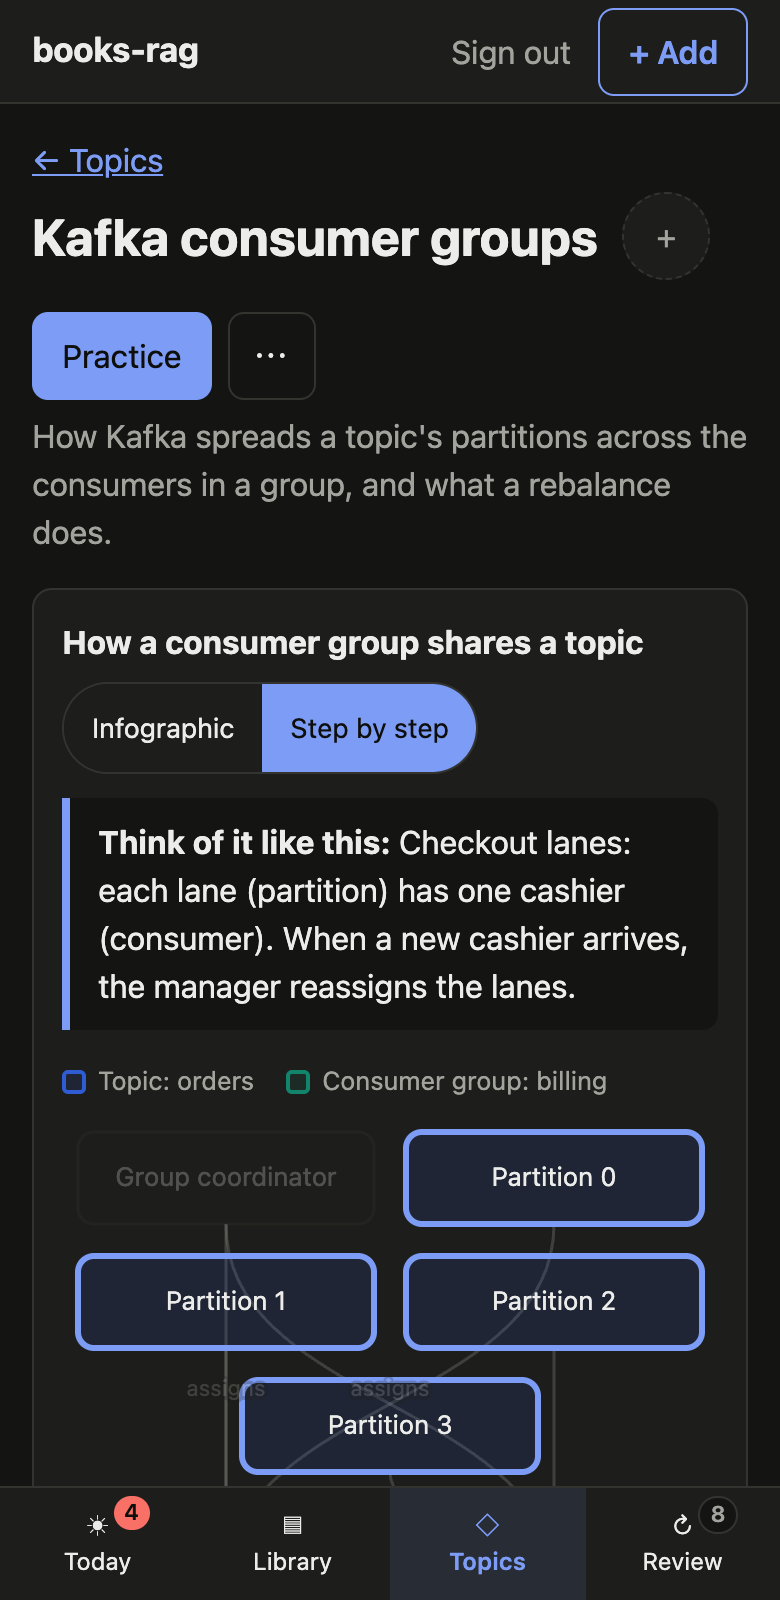 books-rag
Sign out
+ Add
← Topics
Kafka consumer groups
+
Practice
...
How Kafka spreads a topic's partitions across the
consumers in a group, and what a rebalance
does.
How a consumer group shares a topic
Infographic
Step by step
Think of it like this: Checkout lanes:
each lane (partition) has one cashier
(consumer). When a new cashier arrives,
the manager reassigns the lanes.
Topic: orders
Consumer group: billing
Group coordinator
Partition 0
Partition 1
Partition 2
assigns
assigns
Partition 3
4
8
Today
Library
Topics
Review